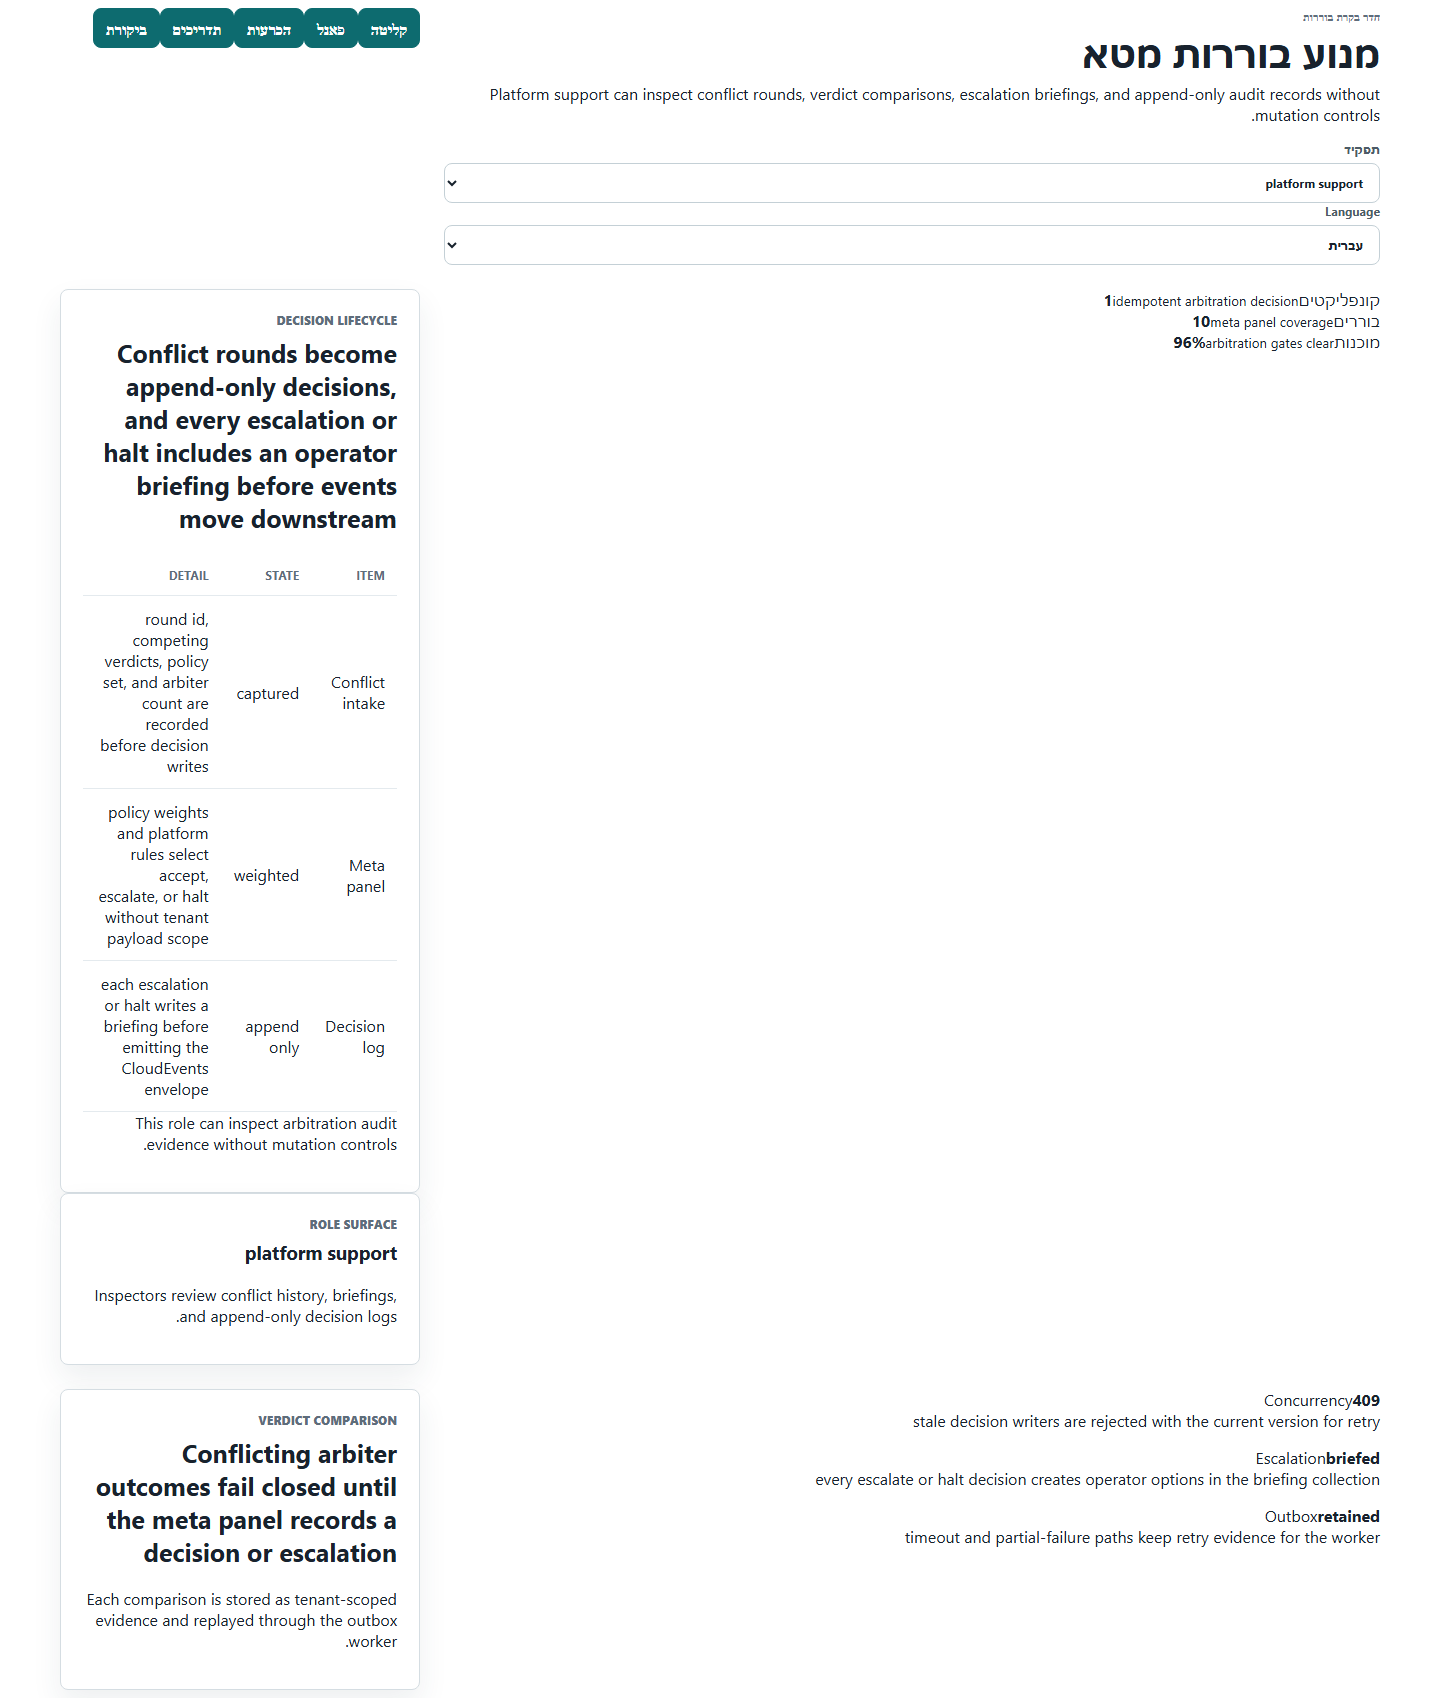 חדר בקרת בוררות
מנוע בוררות מטא
Platform support can inspect conflict rounds, verdict comparisons, escalation briefings, and append-only audit records without
mutation controls.
תפקיד
platform support
Language
עברית
קליטה
פאנל
הכרעות
תדריכים
ביקורת
קונפליקטים idempotent arbitration decision 1
בוררים meta panel coverage 10
מוכנות arbitration gates clear 96%
DECISION LIFECYCLE
Conflict rounds become
append-only decisions,
and every escalation or
halt includes an operator
briefing before events
move downstream
ITEM STATE DETAIL
Conflict
intake
captured
round id,
competing
verdicts, policy
set, and arbiter
count are
recorded
before decision
writes
Meta
panel
weighted
policy weights
and platform
rules select
accept,
escalate, or halt
without tenant
payload scope
Decision
log
append
only
each escalation
or halt writes a
briefing before
emitting the
CloudEvents
envelope
This role can inspect arbitration audit
evidence without mutation controls.
ROLE SURFACE
platform support
Inspectors review conflict history, briefings,
and append-only decision logs.
Concurrency409
stale decision writers are rejected with the current version for retry
Escalationbriefed
every escalate or halt decision creates operator options in the briefing collection
Outboxretained
timeout and partial-failure paths keep retry evidence for the worker
VERDICT COMPARISON
Conflicting arbiter
outcomes fail closed until
the meta panel records a
decision or escalation
Each comparison is stored as tenant-scoped
evidence and replayed through the outbox
worker.